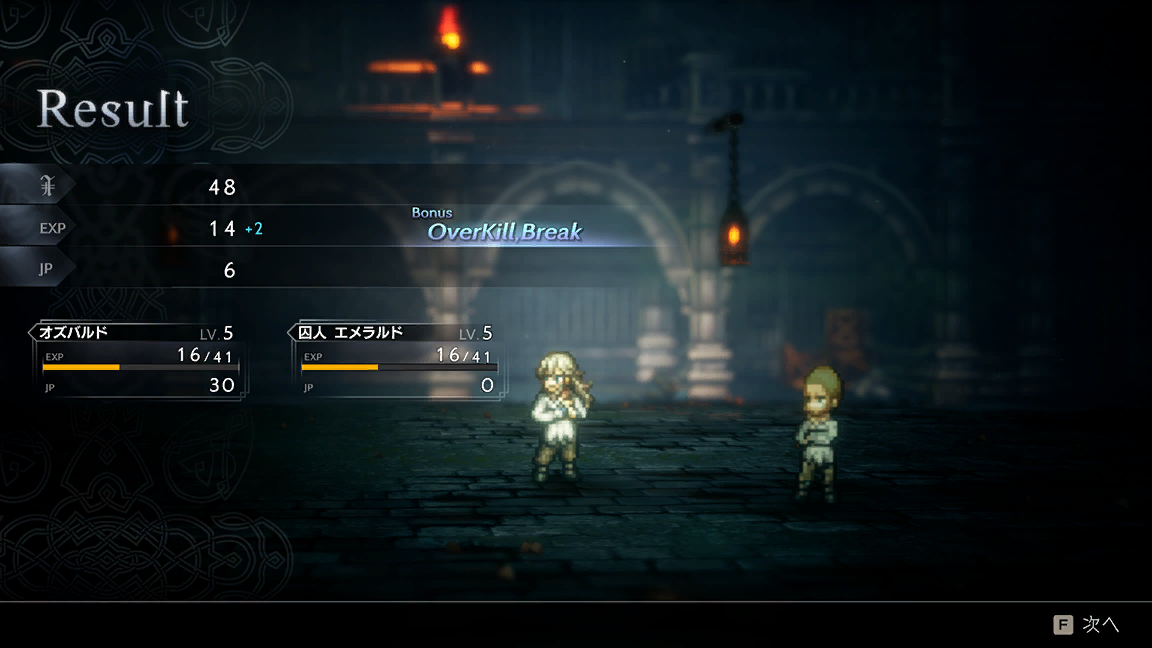 Result
48
EXP 14 +2 Bonus OverKill,Break
JP 6
オズバルド LV.5
EXP 16/41
JP 30
囚人 エメラルド LV.5
EXP 16/41
JP 0
F 次へ